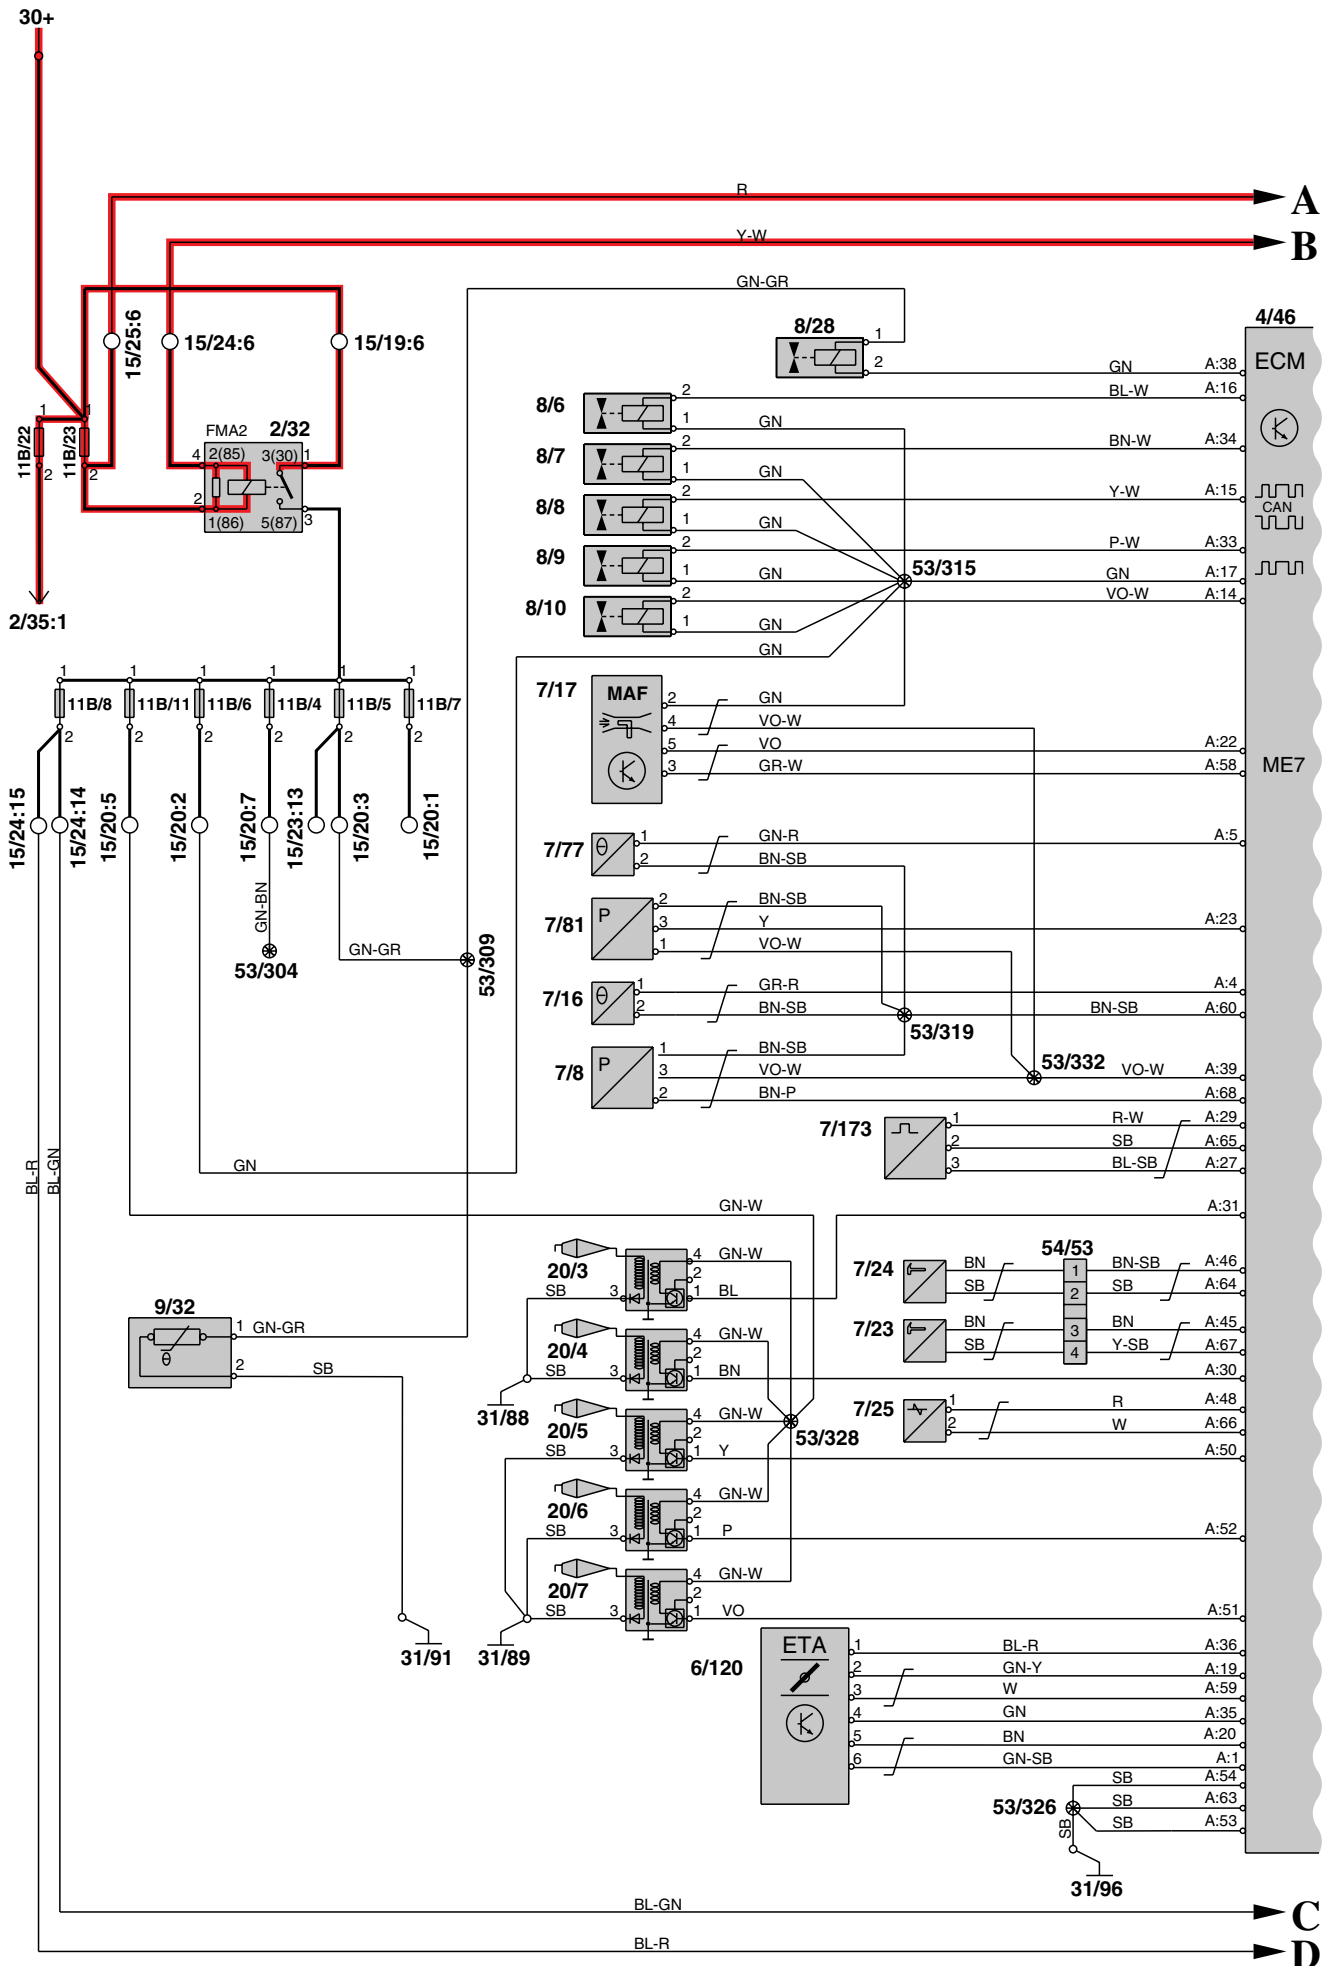 30+
R
A
Y-W
B
GN-GR
15/25:6
15/24:6
15/19:6
8/28
1
2
4/46
ECM
GN A:38
8/6 2 BL-W A:16
1 GN
11B/22 1 2
11B/23 1 2
FMA2 2/32
4 2(85) 3(30) 1
2 1(86) 5(87) 3
8/7 2 BN-W A:34
1 GN
8/8 2 Y-W A:15
1 GN
CAN
8/9 2 P-W A:33
1 GN 53/315 GN A:17
8/10 2 VO-W A:14
1 GN
GN
2/35:1
1 1 1 1 1 1
11B/8 11B/11 11B/6 11B/4 11B/5 11B/7
2 2 2 2 2 2
15/24:15 15/24:14 15/20:5 15/20:2 15/20:7 15/23:13 15/20:3 15/20:1
7/17 MAF
2 GN
4 VO-W
5 VO A:22
3 GR-W A:58
ME7
7/77 1 GN-R A:5
2 BN-SB
7/81 P 2 BN-SB
3 Y A:23
1 VO-W
GN-BN
53/304
GN-GR
53/309
7/16 1 GR-R A:4
2 BN-SB BN-SB A:60
53/319
7/8 P 1 BN-SB
3 VO-W 53/332 VO-W A:39
2 BN-P A:68
7/173 1 R-W A:29
2 SB A:65
3 BL-SB A:27
BL-R
BL-GN
GN
GN-W A:31
20/3 4 GN-W
2
SB 3 1 BL
54/53
7/24 BN 1 BN-SB A:46
SB 2 SB A:64
7/23 BN 3 BN A:45
SB 4 Y-SB A:67
9/32
1 GN-GR
θ
2 SB
20/4 4 GN-W
2
SB 3 1 BN A:30
31/88
7/25 1 R A:48
2 W A:66
20/5 4 GN-W
53/328
2
SB 3 1 Y A:50
20/6 4 GN-W
2
SB 3 1 P A:52
20/7 4 GN-W
2
SB 3 1 VO A:51
31/91
31/89
6/120
ETA
1 BL-R A:36
2 GN-Y A:19
3 W A:59
4 GN A:35
5 BN A:20
6 GN-SB A:1
SB A:54
53/326 SB A:63
SB SB A:53
31/96
BL-GN C
BL-R D